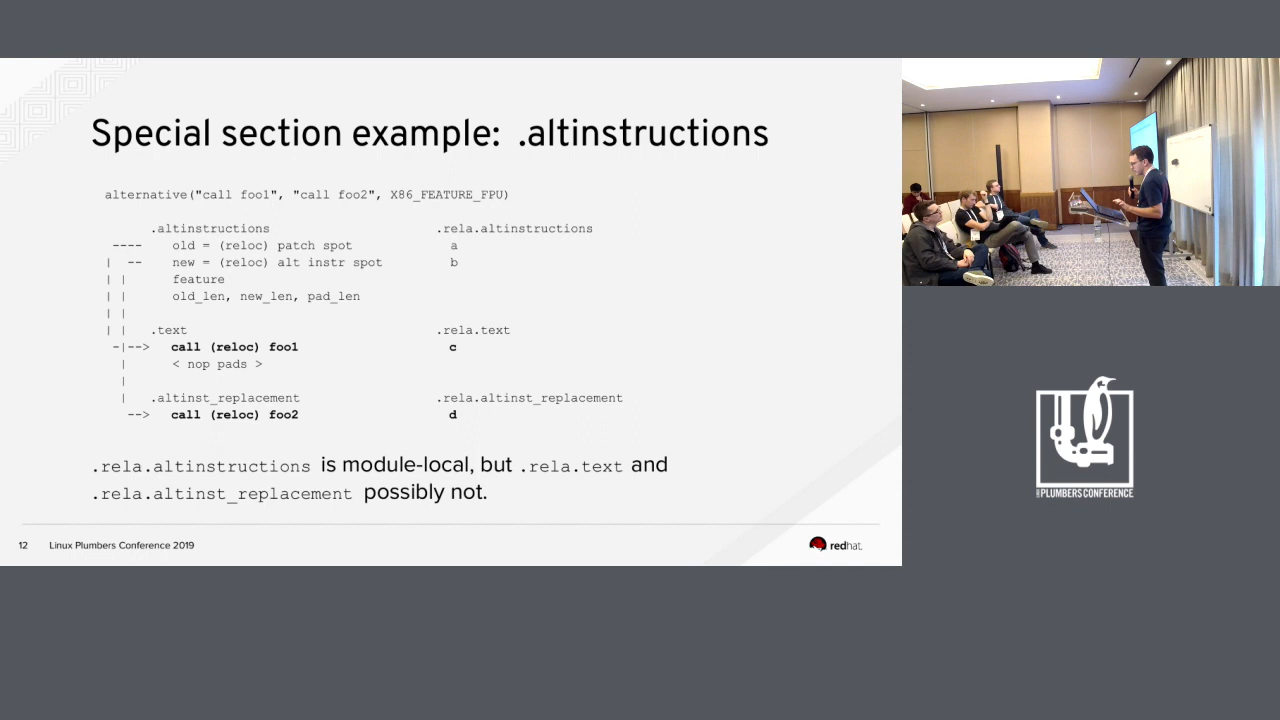 Special section example: .altinstructions
alternative("call foo1", "call foo2", X86_FEATURE_FPU)
.altinstructions .rela.altinstructions
---- old = (reloc) patch spot a
| -- new = (reloc) alt instr spot b
| | feature
| | old_len, new_len, pad_len
| |
| | .text .rela.text
-|--> call (reloc) foo1 c
| < nop pads >
|
| .altinst_replacement .rela.altinst_replacement
--> call (reloc) foo2 d
.rela.altinstructions is module-local, but .rela.text and
.rela.altinst_replacement possibly not.
12 Linux Plumbers Conference 2019
redhat.
PLUMBERS CONFERENCE